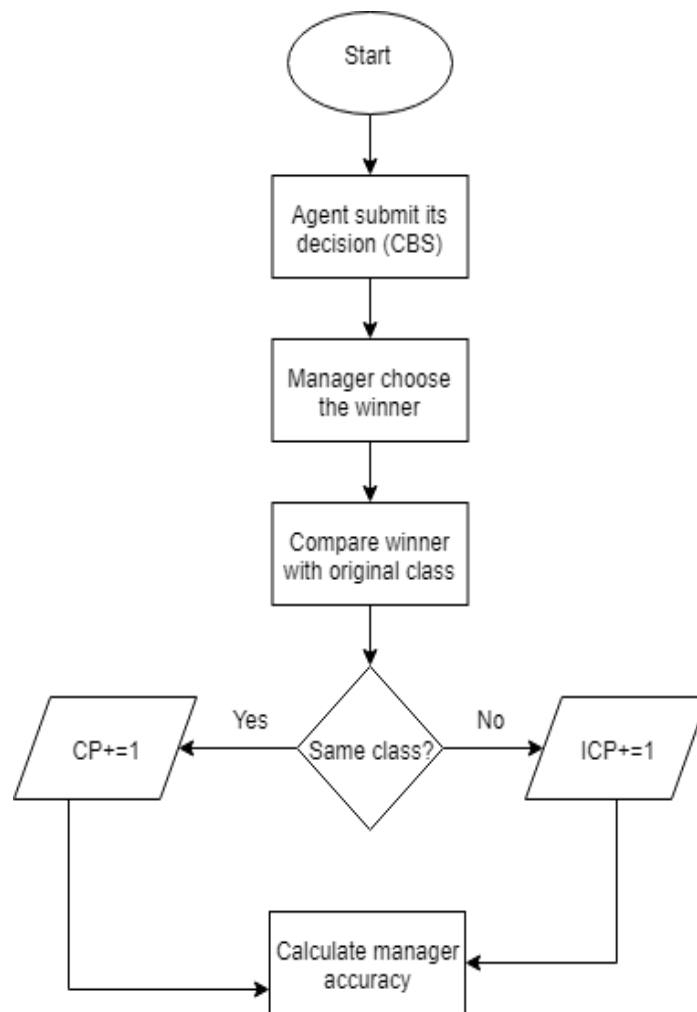 Start
Agent submit its
decision (CBS)
Manager choose
the winner
Compare winner
with original class
Yes
No
CP+=1
Same class?
ICP+=1
Calculate manager
accuracy